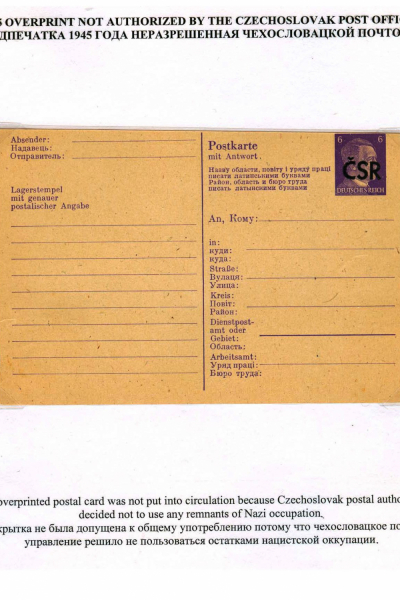 OVERPRINT NOT AUTHORIZED BY THE CZECHOSLOVAK POST OFFI
ДПЕЧАТКА 1945 ГОДА НЕРАЗРЕШЕННАЯ ЧЕХОСЛОВАЦКОЙ ПОЧТО
Absender:
Надавець:
Отправитель:
Lagerstempel
mit genauer
postalischer Angabe
Postkarte
mit Antwort.
Назву области, повіту і уряду праці
писати латинськими буквами
Район, область и бюро труда
писать латынскими буквами
6 6
ČSR
DEUTSCHES REICH
An, Кому:
in:
куди:
куда:
Straße:
Вулиця:
Улица:
Kreis:
Повіт:
Район:
Dienstpost-
amt oder
Gebiet:
Область:
Arbeitsamt:
Уряд праці:
Бюро труда:
overprinted postal card was not put into circulation because Czechoslovak postal autho
decided not to use any remnants of Nazi occupation.
крытка не была допущена к общему употреблению потому что чехословацкое по
управление решило не пользоваться остатками нацистской оккупации.